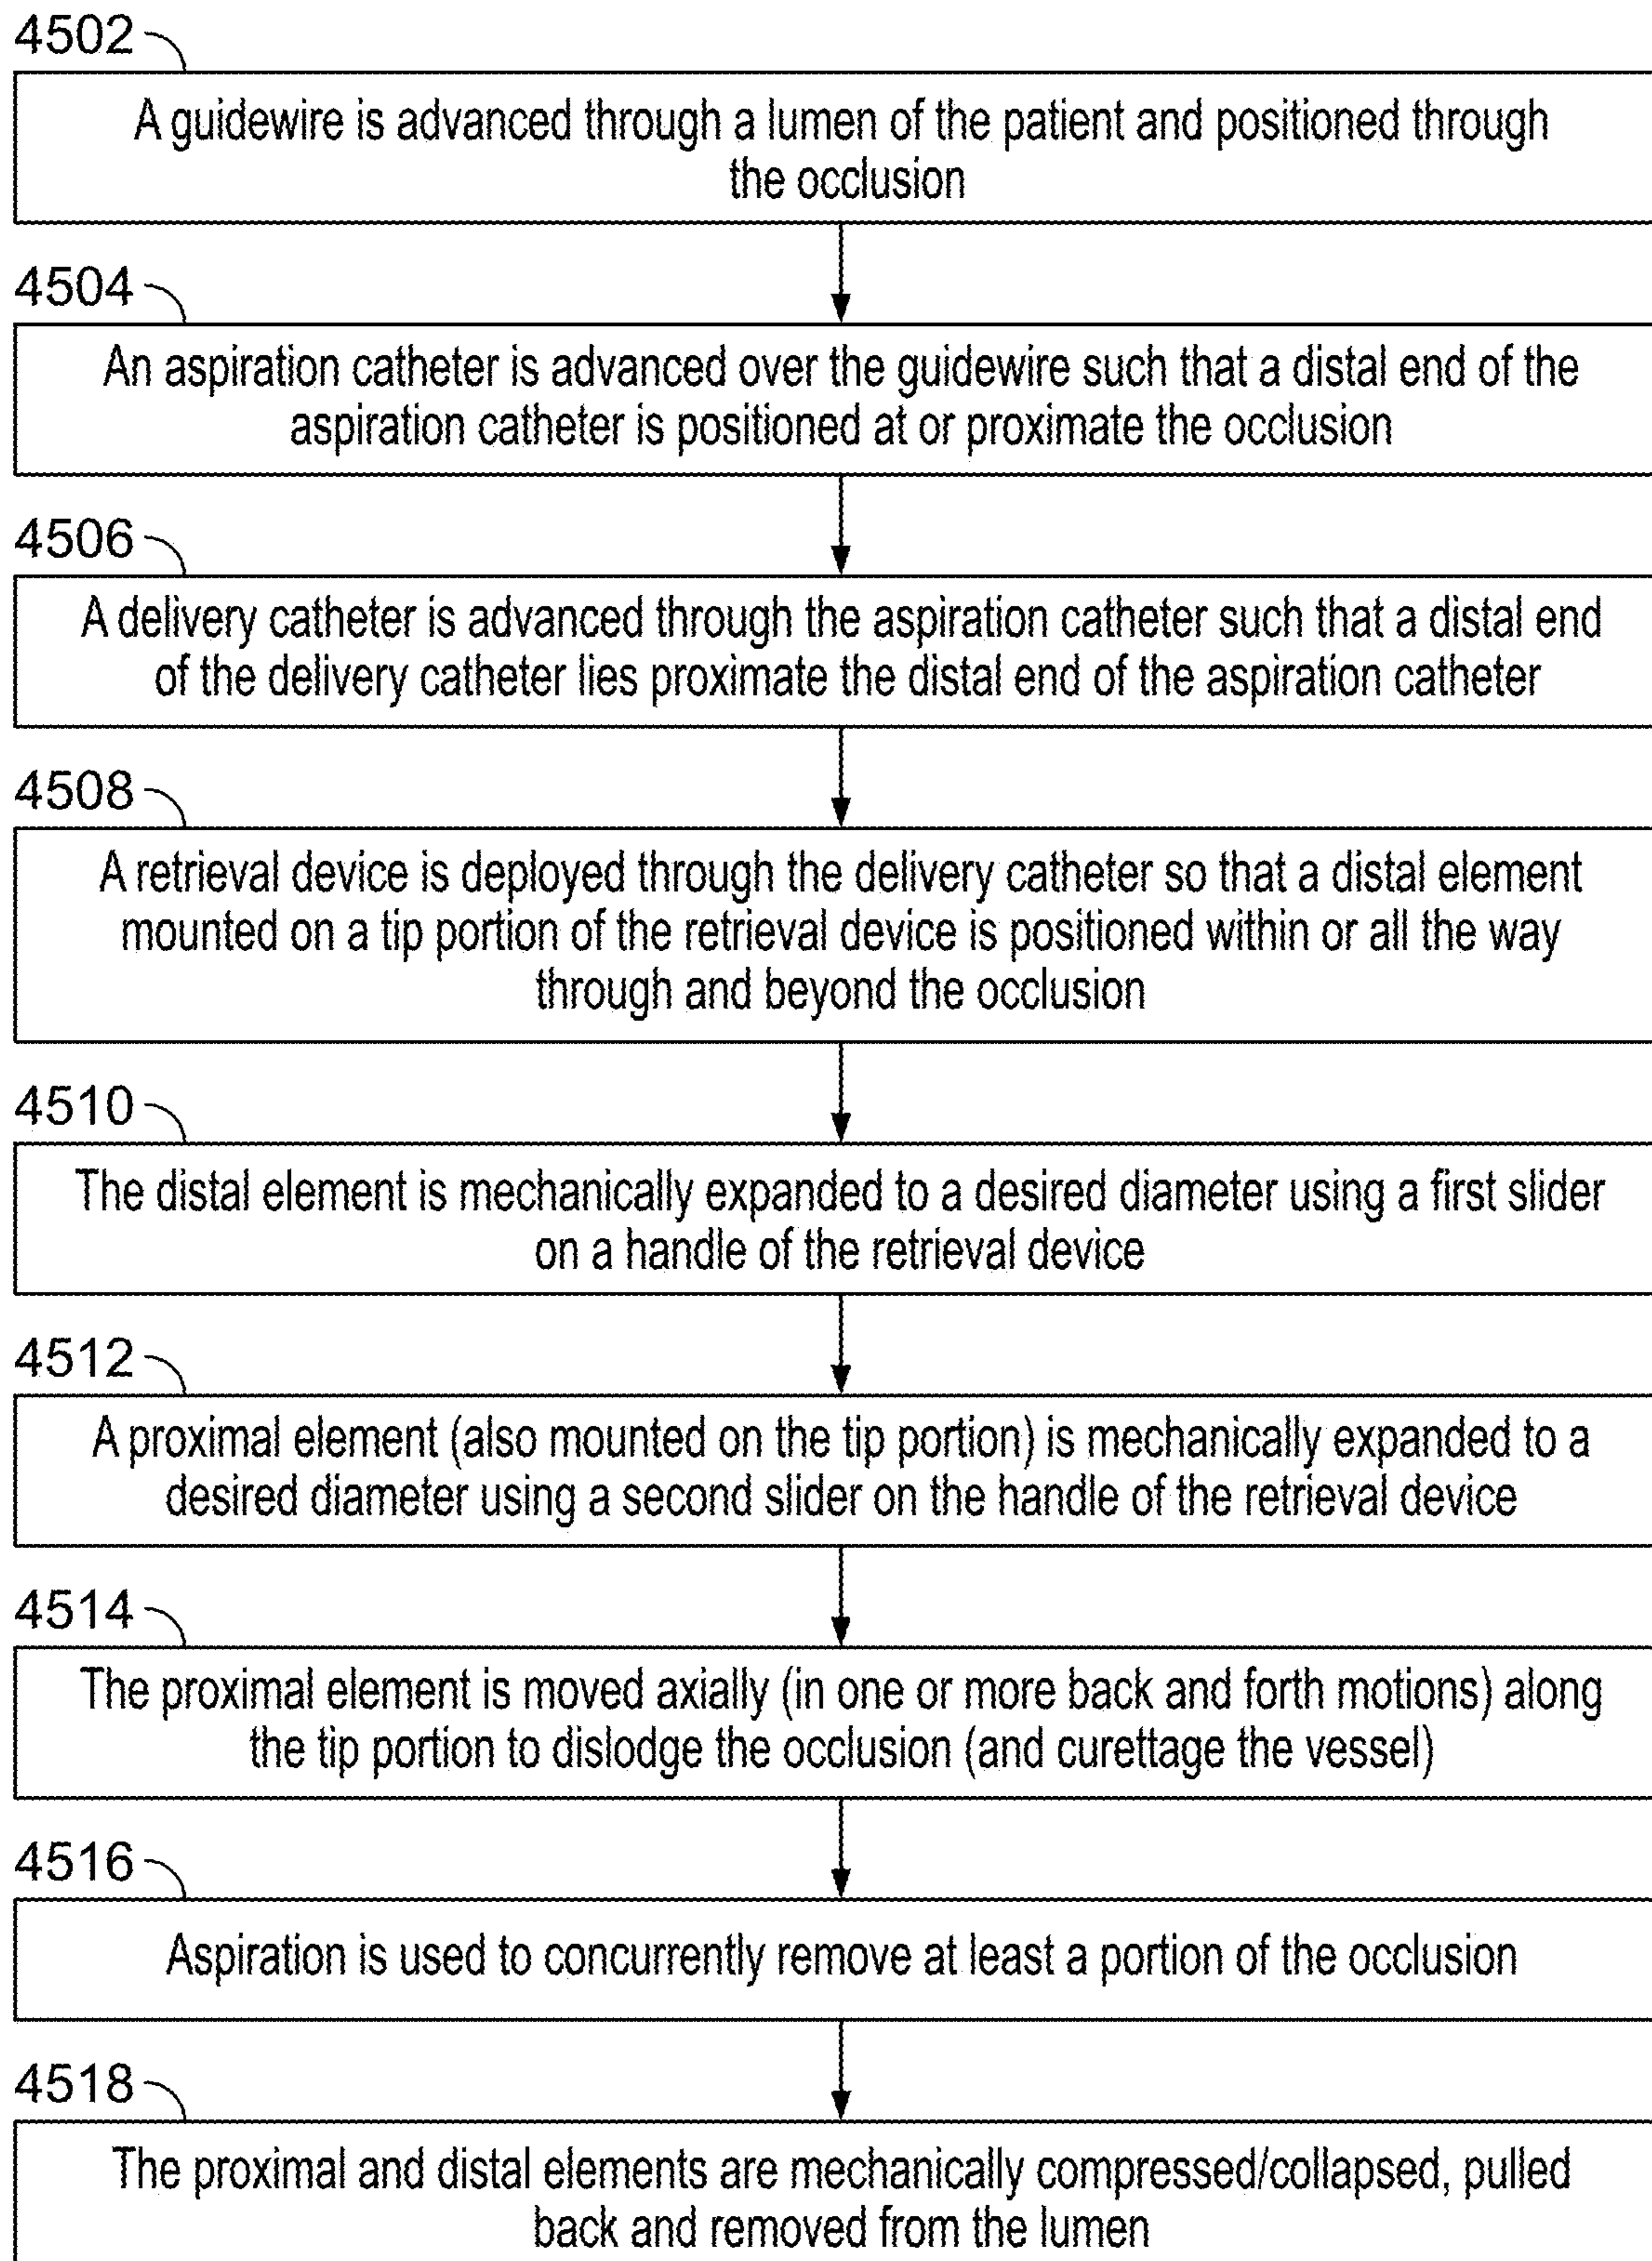 4502
A guidewire is advanced through a lumen of the patient and positioned through
the occlusion
4504
An aspiration catheter is advanced over the guidewire such that a distal end of the
aspiration catheter is positioned at or proximate the occlusion
4506
A delivery catheter is advanced through the aspiration catheter such that a distal end
of the delivery catheter lies proximate the distal end of the aspiration catheter
4508
A retrieval device is deployed through the delivery catheter so that a distal element
mounted on a tip portion of the retrieval device is positioned within or all the way
through and beyond the occlusion
4510
The distal element is mechanically expanded to a desired diameter using a first slider
on a handle of the retrieval device
4512
A proximal element (also mounted on the tip portion) is mechanically expanded to a
desired diameter using a second slider on the handle of the retrieval device
4514
The proximal element is moved axially (in one or more back and forth motions) along
the tip portion to dislodge the occlusion (and curettage the vessel)
4516
Aspiration is used to concurrently remove at least a portion of the occlusion
4518
The proximal and distal elements are mechanically compressed/collapsed, pulled
back and removed from the lumen